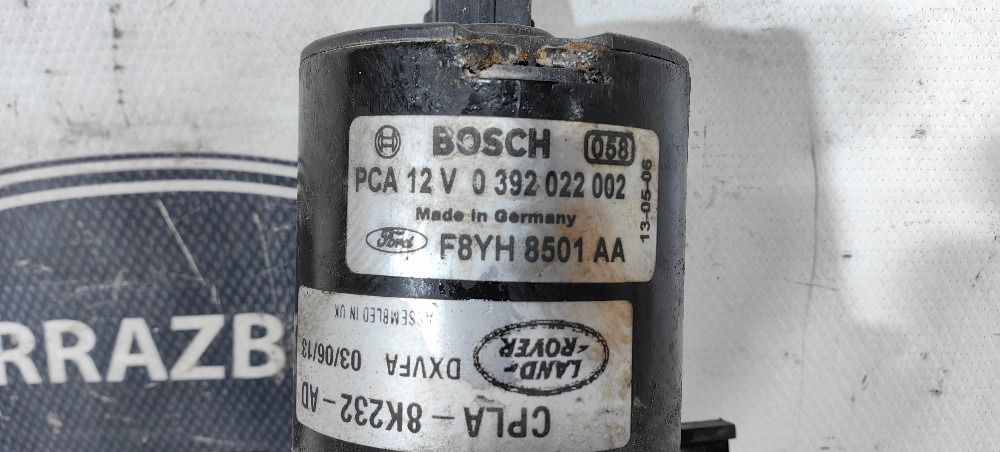 BOSCH 058
PCA 12 V 0 392 022 002
Made in Germany
Ford F8YH 8501 AA
13-05-06
CPLA - 8K232 - AD
LAND- ROVER
DXVFA 03/06/13
ASSEMBLED IN UK
RRAZB